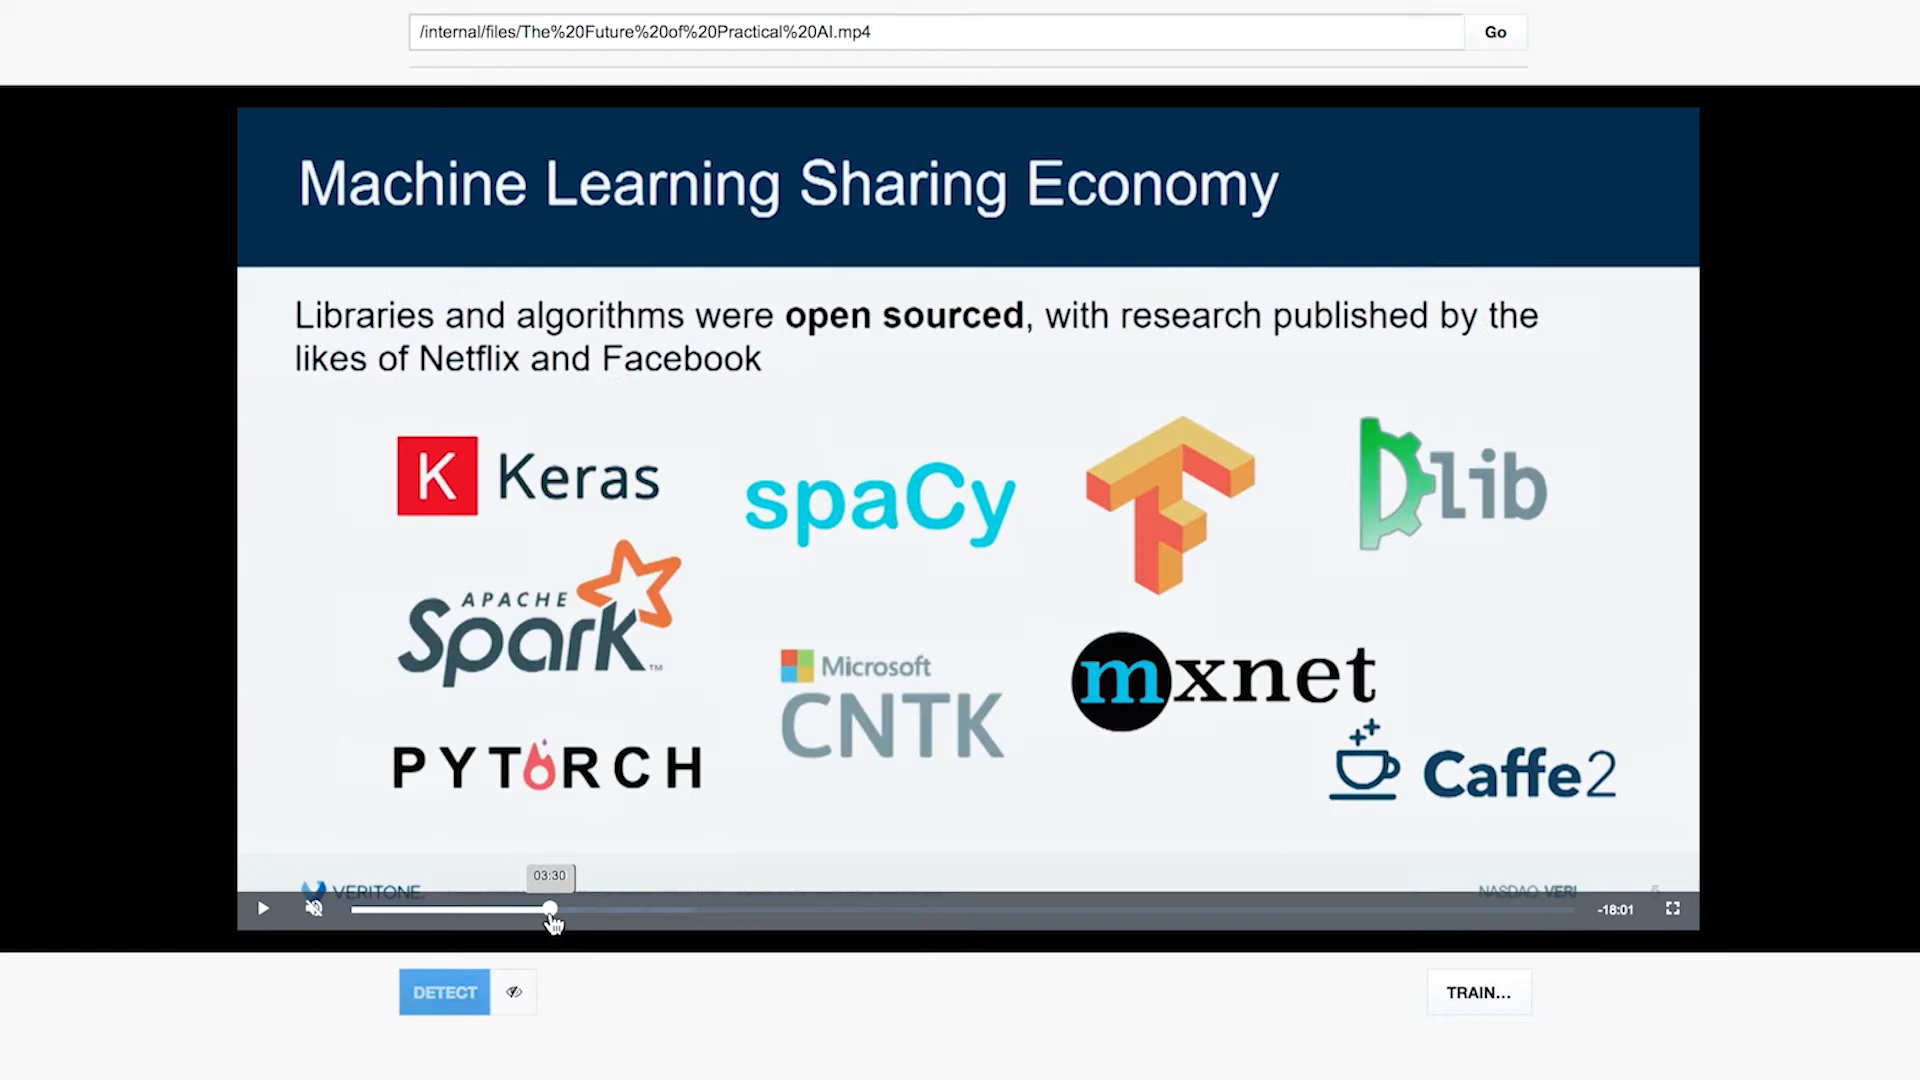 /internal/files/The%20Future%20of%20Practical%20AI.mp4
Go
Machine Learning Sharing Economy
Libraries and algorithms were open sourced, with research published by the
likes of Netflix and Facebook
K Keras
spaCy
Dlib
APACHE
Spark™
Microsoft
CNTK
mxnet
PYTORCH
Caffe2
03:30
VERITONE
NASDAQ: VERI
-18:01
DETECT
TRAIN...